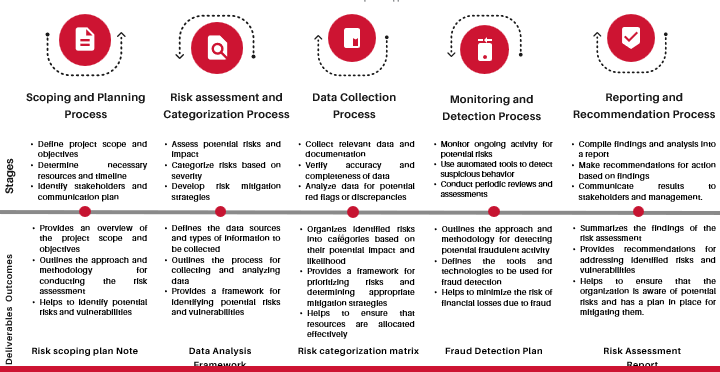 Scoping and Planning
Process
Risk assessment and
Categorization Process
Data Collection
Process
Monitoring and
Detection Process
Reporting and
Recommendation Process
Stages
• Define project scope and
objectives
• Determine necessary
resources and timeline
• Identify stakeholders and
communication plan
• Assess potential risks and
impact
• Categorize risks based on
severity
• Develop risk mitigation
strategies
• Collect relevant data and
documentation
• Verify accuracy and
completeness of data
• Analyze data for potential
red flags or discrepancies
• Monitor ongoing activity for
potential risks
• Use automated tools to detect
suspicious behavior
• Conduct periodic reviews and
assessments
• Compile findings and analysis into
a report
• Make recommendations for action
based on findings
• Communicate results to
stakeholders and management.
Deliverables Outcomes
• Provides an overview of
the project scope and
objectives
• Outlines the approach and
methodology for
conducting the risk
assessment
• Helps to identify potential
risks and vulnerabilities
• Defines the data sources
and types of information to
be collected
• Outlines the process for
collecting and analyzing
data
• Provides a framework for
identifying potential risks
and vulnerabilities
• Organizes identified risks
into categories based on
their potential impact and
likelihood
• Provides a framework for
prioritizing risks and
determining appropriate
mitigation strategies
• Helps to ensure that
resources are allocated
effectively
• Outlines the approach and
methodology for detecting
potential fraudulent activity
• Defines the tools and
technologies to be used for
fraud detection
• Helps to minimize the risk of
financial losses due to fraud
• Summarizes the findings of the
risk assessment
• Provides recommendations for
addressing identified risks and
vulnerabilities
• Helps to ensure that the
organization is aware of potential
risks and has a plan in place for
mitigating them.
Risk scoping plan Note
Data Analysis
Framework
Risk categorization matrix
Fraud Detection Plan
Risk Assessment
Report